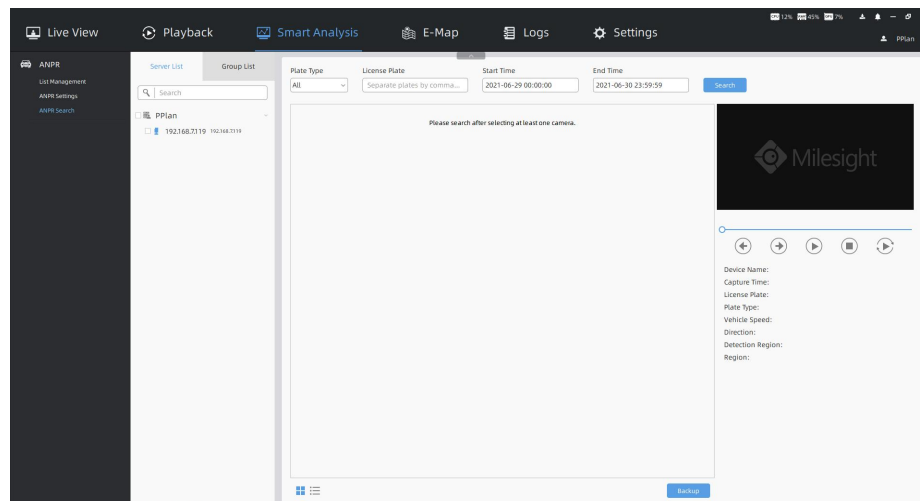 CPU 12% 45% 7%
Live View Playback Smart Analysis E-Map Logs Settings
PPlan
ANPR
List Management
ANPR Settings
ANPR Search
Server List Group List
Search
PPlan
192.168.7.119 192.168.7.119
Plate Type License Plate Start Time End Time
All Separate plates by comma... 2021-06-29 00:00:00 2021-06-30 23:59:59 Search
Please search after selecting at least one camera.
Milesight
Device Name:
Capture Time:
License Plate:
Plate Type:
Vehicle Speed:
Direction:
Detection Region:
Region:
Backup